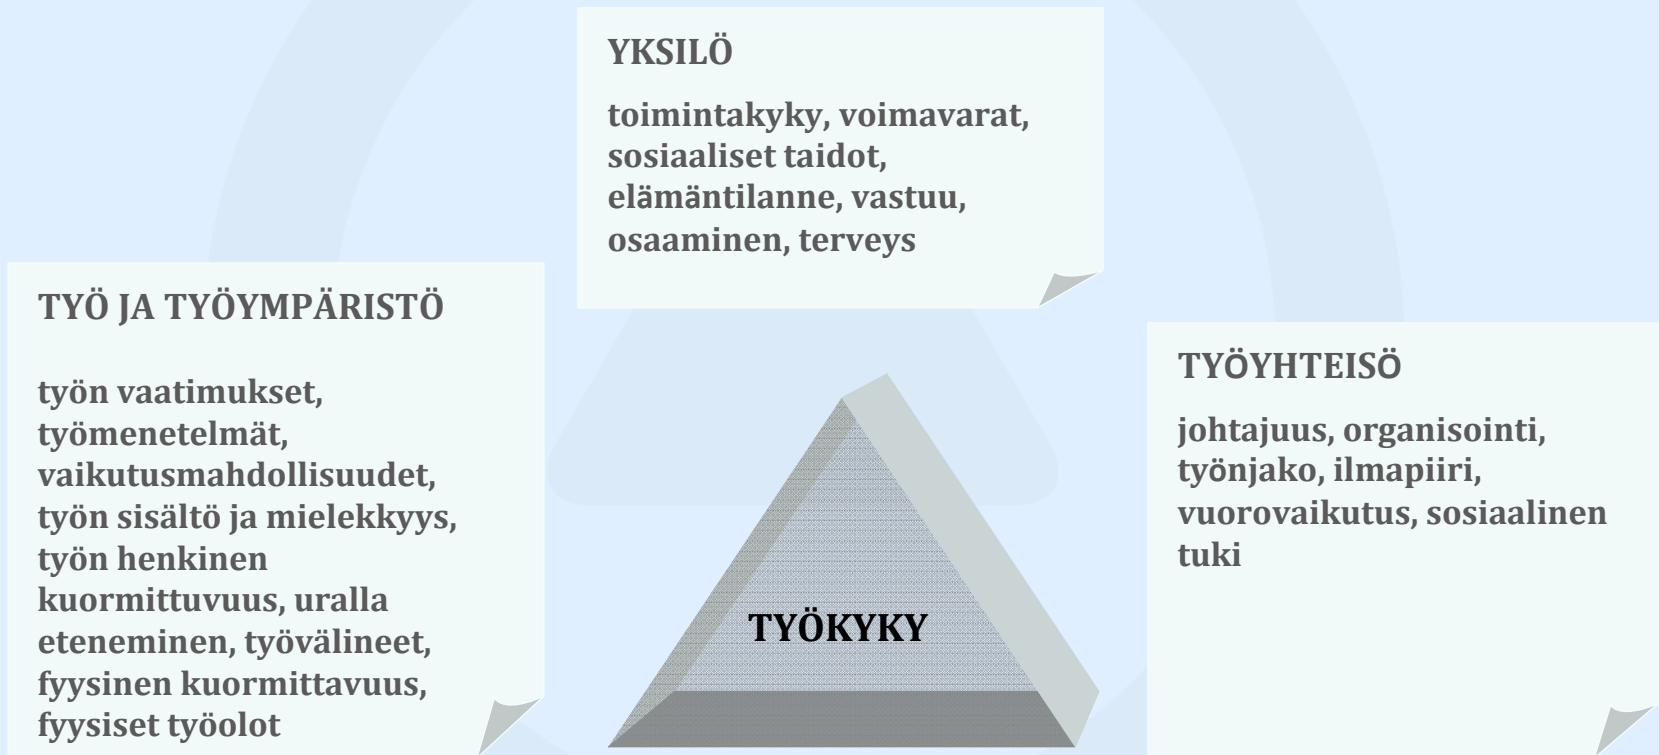 YKSILÖ
toimintakyky, voimavarat,
sosiaaliset taidot,
elämäntilanne, vastuu,
osaaminen, terveys
TYÖ JA TYÖYMPÄRISTÖ
työn vaatimukset,
työmenetelmät,
vaikutusmahdollisuudet,
työn sisältö ja mielekkyys,
työn henkinen
kuormittuvuus, uralla
eteneminen, työvälineet,
fyysinen kuormittavuus,
fyysiset työolot
TYÖKYKY
TYÖYHTEISÖ
johtajuus, organisointi,
työnjako, ilmapiiri,
vuorovaikutus, sosiaalinen
tuki